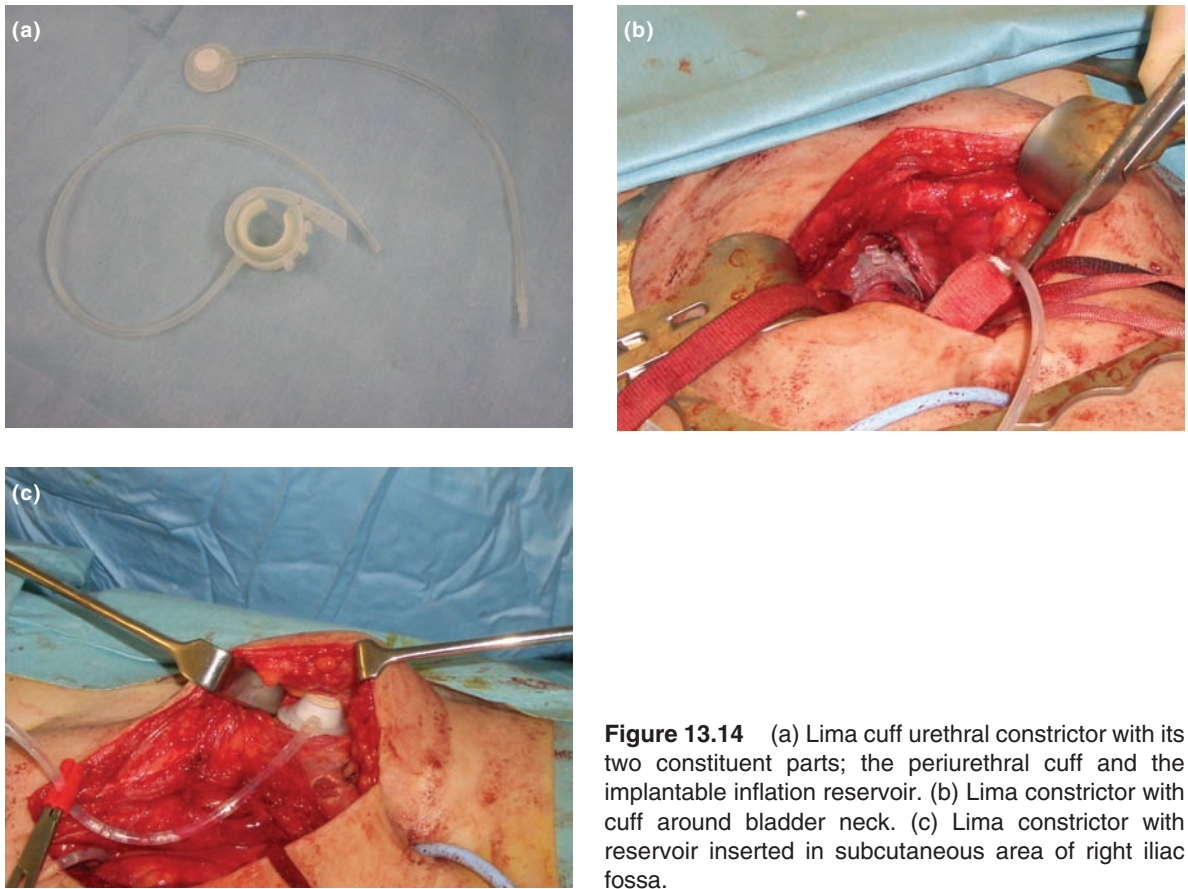 (a)
(b)
(c)
Figure 13.14 (a) Lima cuff urethral constrictor with its
two constituent parts; the periurethral cuff and the
implantable inflation reservoir. (b) Lima constrictor with
cuff around bladder neck. (c) Lima constrictor with
reservoir inserted in subcutaneous area of right iliac
fossa.